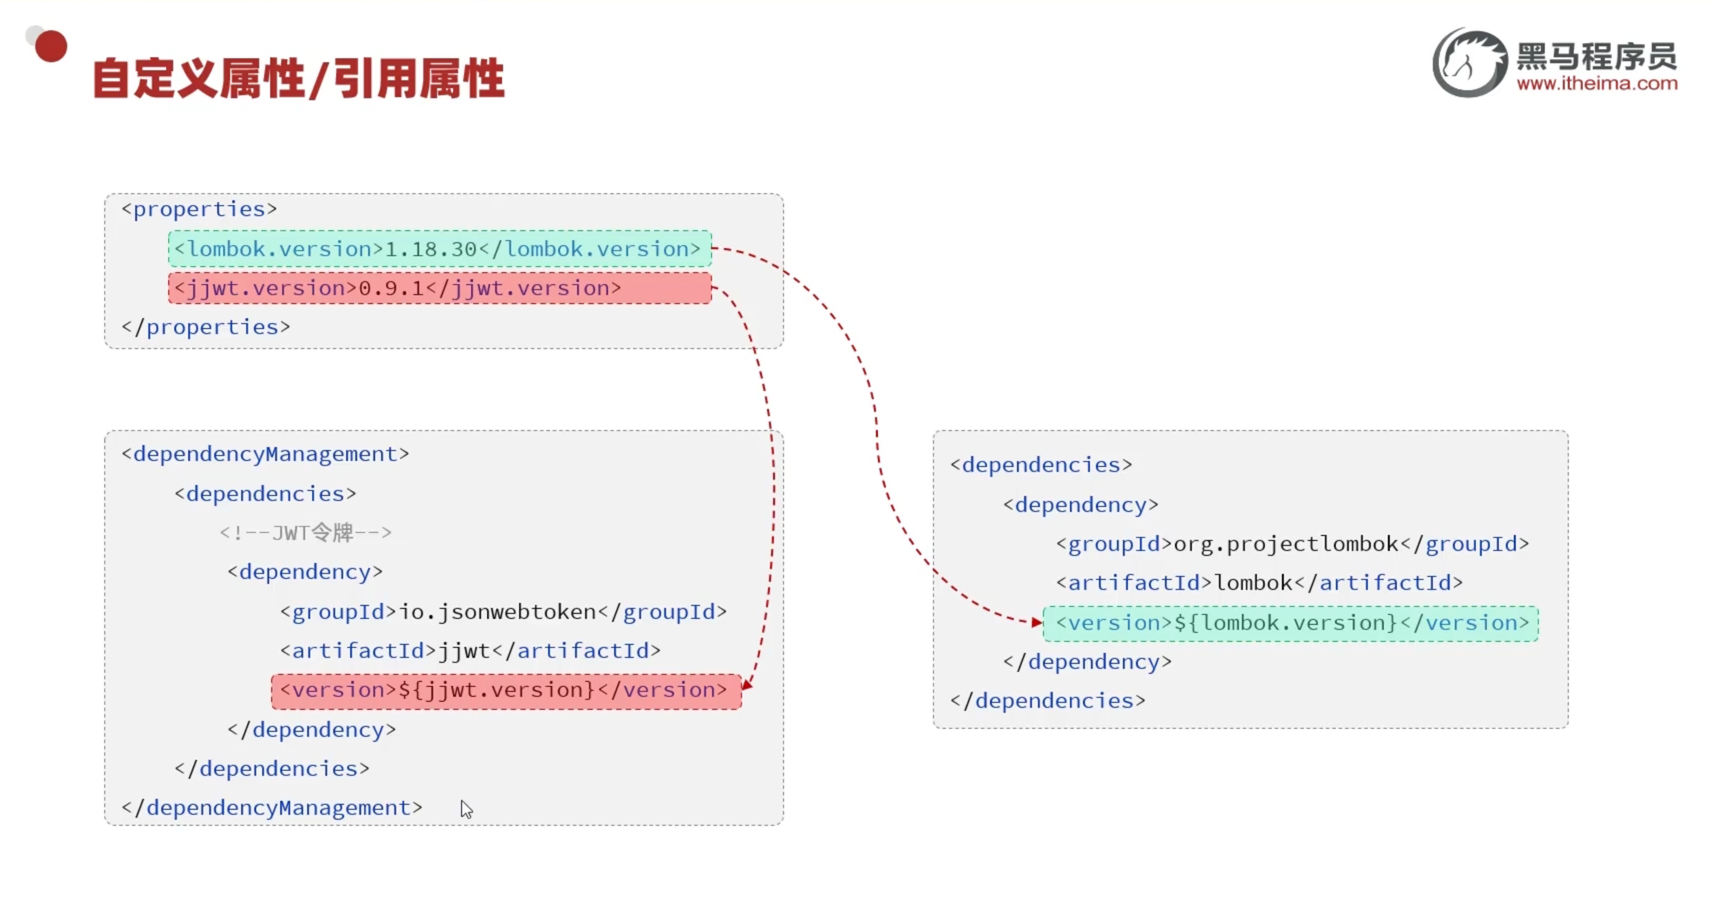 自定义属性/引用属性
黑马程序员
www.itheima.com
<properties>
<lombok.version>1.18.30</lombok.version>
<jjwt.version>0.9.1</jjwt.version>
</properties>
<dependencyManagement>
<dependencies>
<!--JWT令牌-->
<dependency>
<groupId>io.jsonwebtoken</groupId>
<artifactId>jjwt</artifactId>
<version>${jjwt.version}</version>
</dependency>
</dependencies>
</dependencyManagement>
<dependencies>
<dependency>
<groupId>org.projectlombok</groupId>
<artifactId>lombok</artifactId>
<version>${lombok.version}</version>
</dependency>
</dependencies>